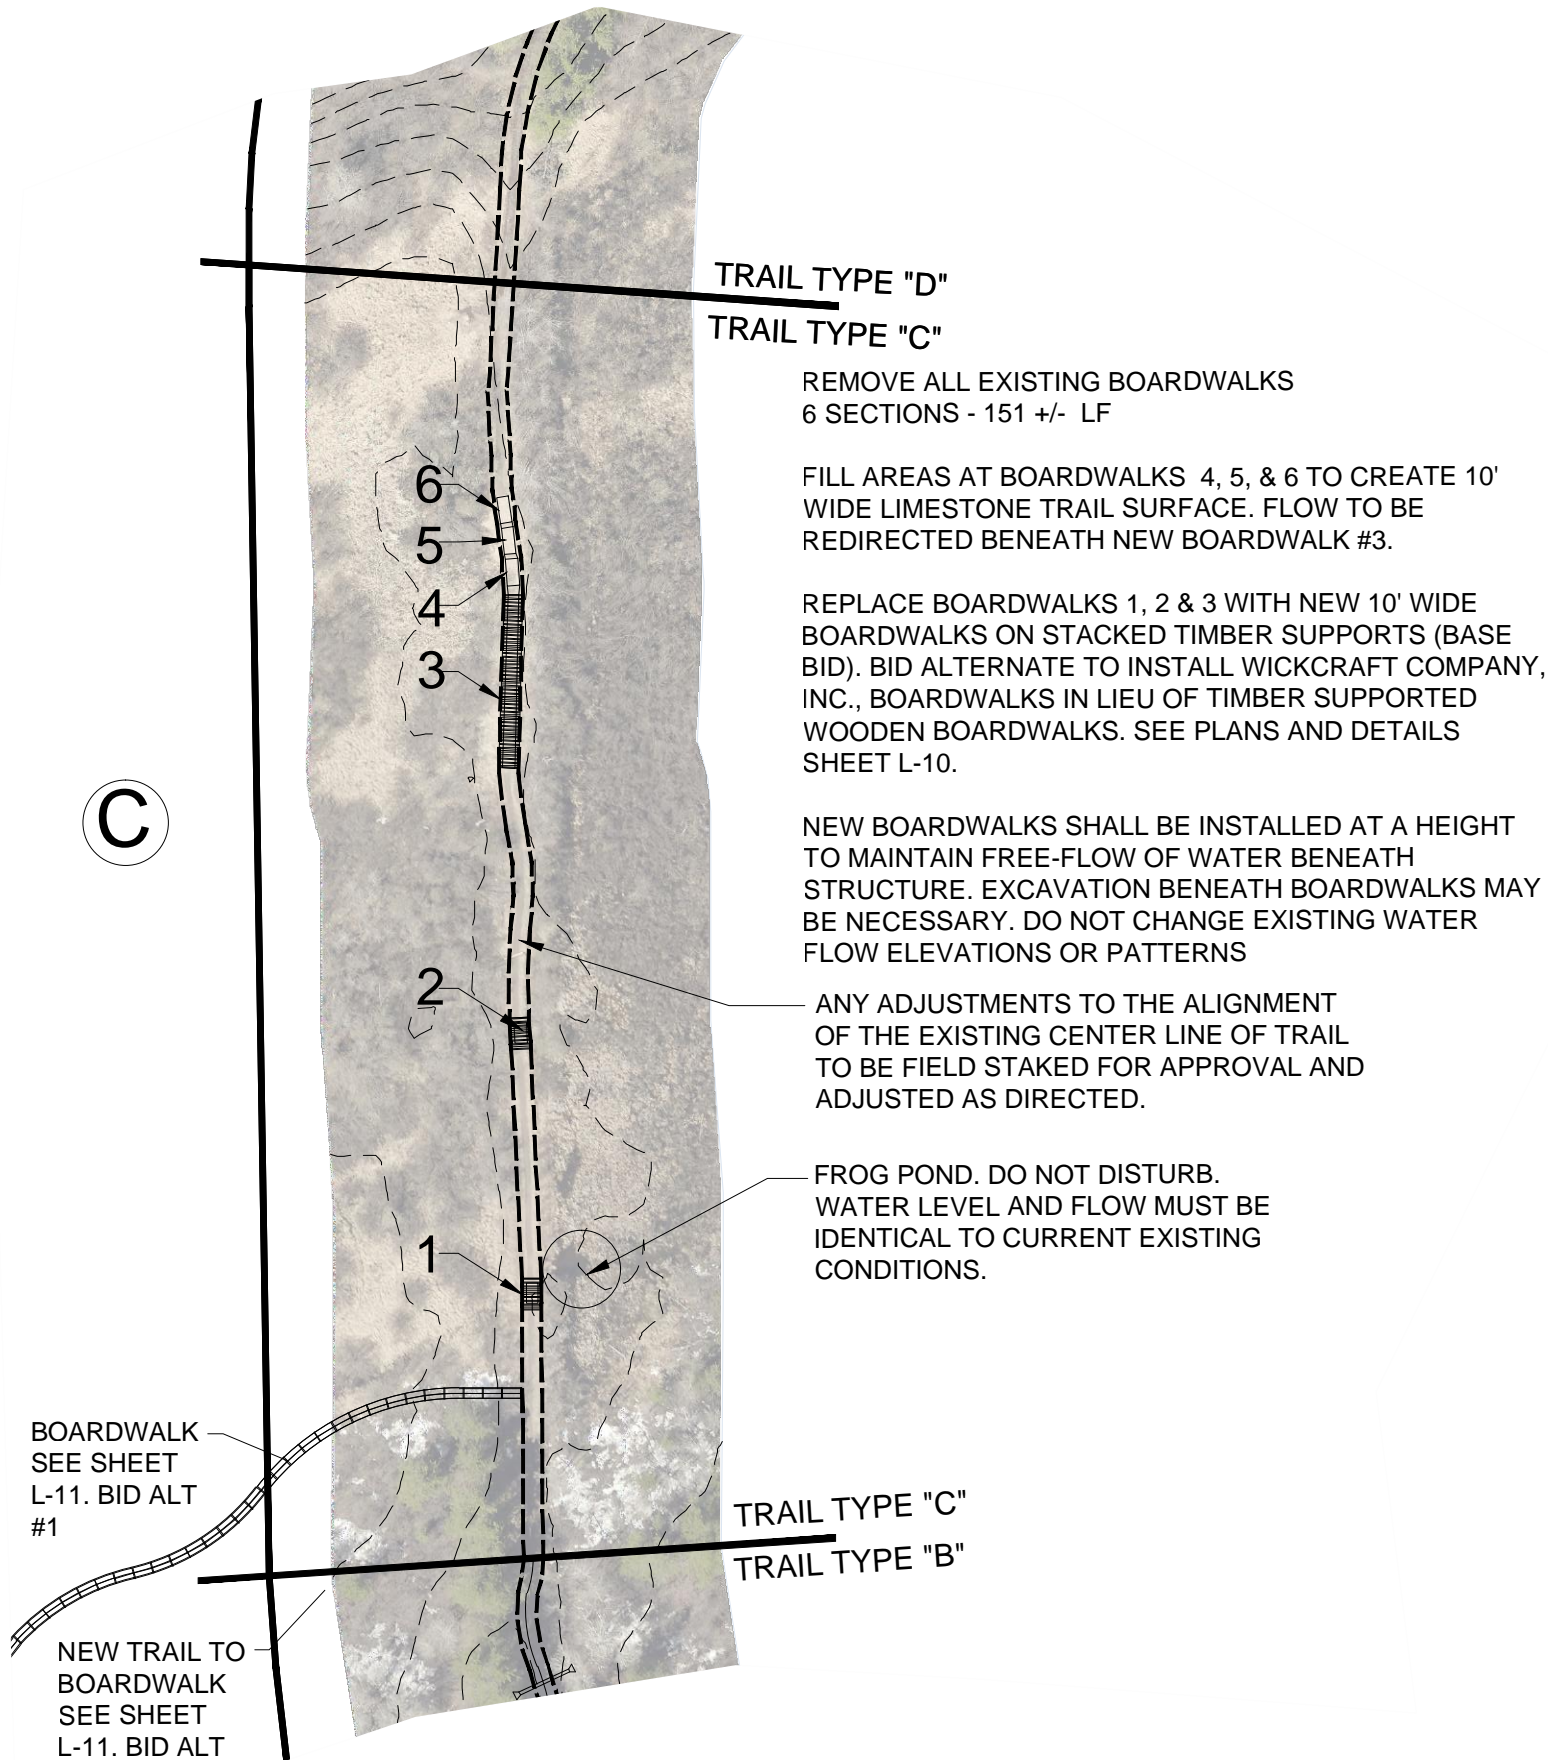 TRAIL TYPE "D"
TRAIL TYPE "C"
REMOVE ALL EXISTING BOARDWALKS
6 SECTIONS - 151 +/- LF
FILL AREAS AT BOARDWALKS 4, 5, & 6 TO CREATE 10'
WIDE LIMESTONE TRAIL SURFACE. FLOW TO BE
REDIRECTED BENEATH NEW BOARDWALK #3.
REPLACE BOARDWALKS 1, 2 & 3 WITH NEW 10' WIDE
BOARDWALKS ON STACKED TIMBER SUPPORTS (BASE
BID). BID ALTERNATE TO INSTALL WICKCRAFT COMPANY,
INC., BOARDWALKS IN LIEU OF TIMBER SUPPORTED
WOODEN BOARDWALKS. SEE PLANS AND DETAILS
SHEET L-10.
NEW BOARDWALKS SHALL BE INSTALLED AT A HEIGHT
TO MAINTAIN FREE-FLOW OF WATER BENEATH
STRUCTURE. EXCAVATION BENEATH BOARDWALKS MAY
BE NECESSARY. DO NOT CHANGE EXISTING WATER
FLOW ELEVATIONS OR PATTERNS
ANY ADJUSTMENTS TO THE ALIGNMENT
OF THE EXISTING CENTER LINE OF TRAIL
TO BE FIELD STAKED FOR APPROVAL AND
ADJUSTED AS DIRECTED.
FROG POND. DO NOT DISTURB.
WATER LEVEL AND FLOW MUST BE
IDENTICAL TO CURRENT EXISTING
CONDITIONS.
6
5
4
3
C
2
1
BOARDWALK
SEE SHEET
L-11. BID ALT
#1
TRAIL TYPE "C"
TRAIL TYPE "B"
NEW TRAIL TO
BOARDWALK
SEE SHEET
L-11. BID ALT